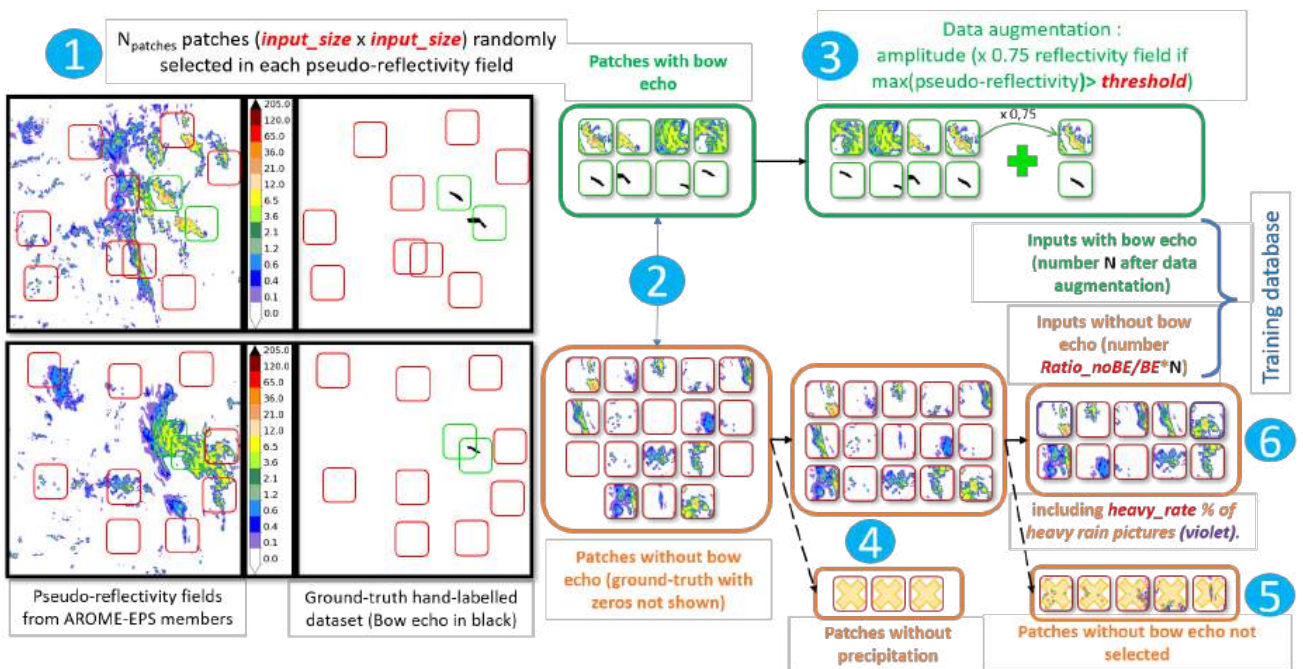 1
N_patches patches (input_size x input_size) randomly
selected in each pseudo-reflectivity field
205.0
120.0
65.0
36.0
21.0
12.0
6.5
3.6
2.1
1.2
0.4
0.1
0.0
205.0
120.0
65.0
36.0
21.0
12.0
6.5
3.6
2.1
1.2
0.4
0.1
0.0
Pseudo-reflectivity fields
from AROME-EPS members
Ground-truth hand-labelled
dataset (Bow echo in black)
Patches with bow
echo
2
Patches without bow
echo (ground-truth with
zeros not shown)
3
Data augmentation :
amplitude (x 0.75 reflectivity field if
max(pseudo-reflectivity)> threshold)
x 0,75
Inputs with bow echo
(number N after data
augmentation)
Inputs without bow
echo (number
Ratio_noBE/BE*N)
Training database
4
Patches without
precipitation
6
including heavy_rate % of
heavy rain pictures (violet).
5
Patches without bow echo not
selected